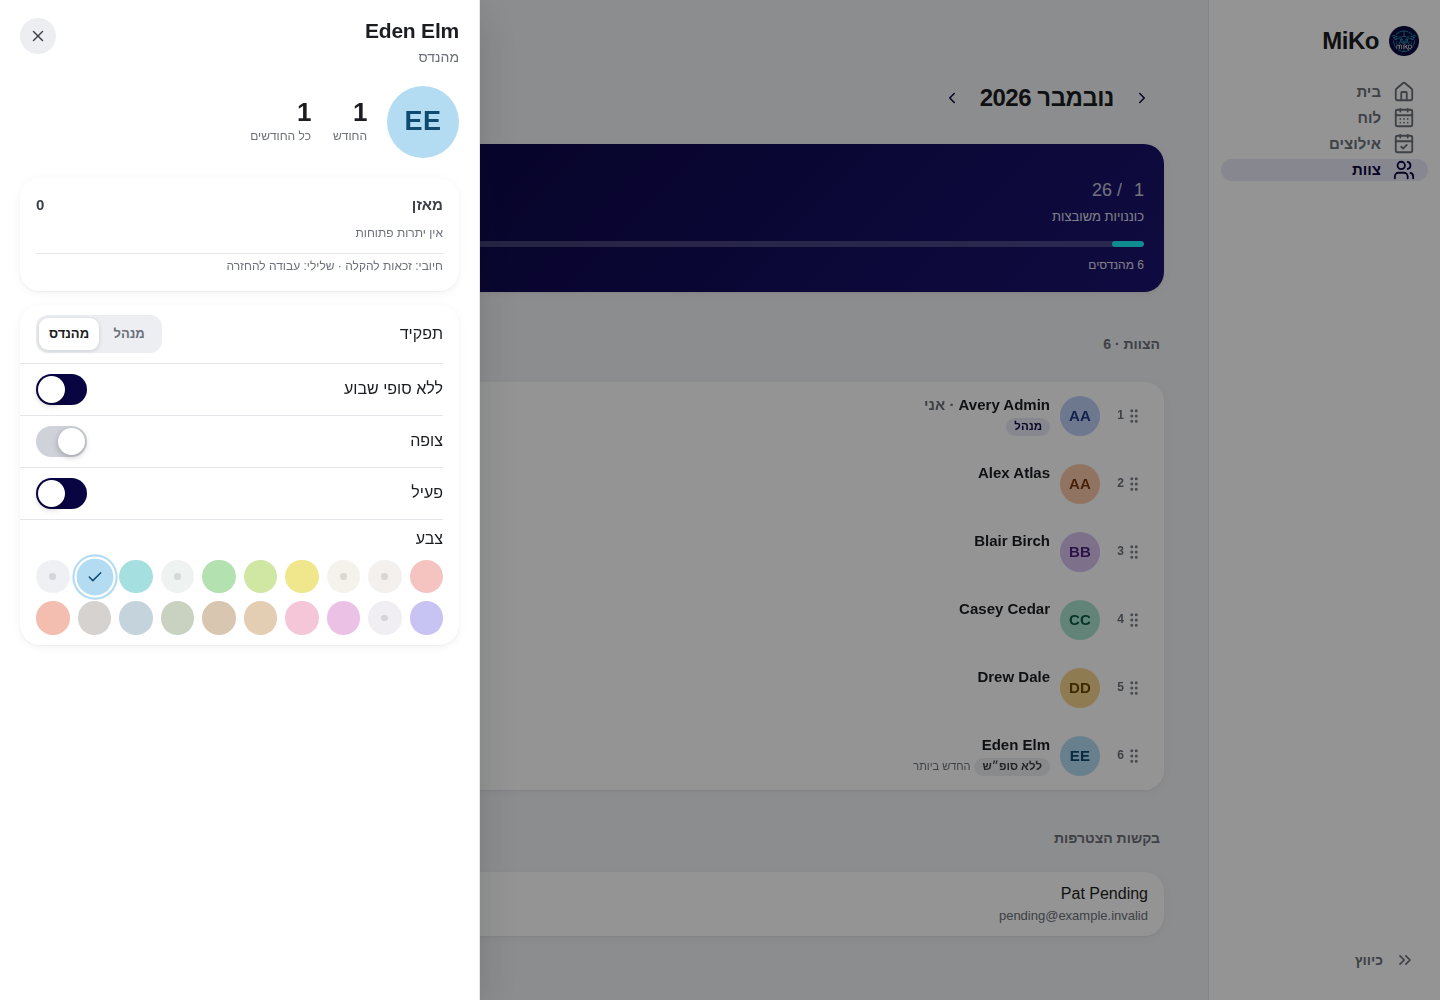 MiKo
בית
לוח
אילוצים
צוות
כיווץ
נובמבר 2026
1 / 26
כוננויות משובצות
6 מהנדסים
הצוות · 6
1
AA
Avery Admin · אני
מנהל
2
AA
Alex Atlas
3
BB
Blair Birch
4
CC
Casey Cedar
5
DD
Drew Dale
6
EE
Eden Elm
ללא סופ״ש החדש ביותר
בקשות הצטרפות
Pat Pending
pending@example.invalid
Eden Elm
מהנדס
EE
1
החודש
1
כל החודשים
מאזן 0
אין יתרות פתוחות
חיובי: זכאות להקלה · שלילי: עבודה להחזרה
תפקיד
מנהל
מהנדס
ללא סופי שבוע
צופה
פעיל
צבע